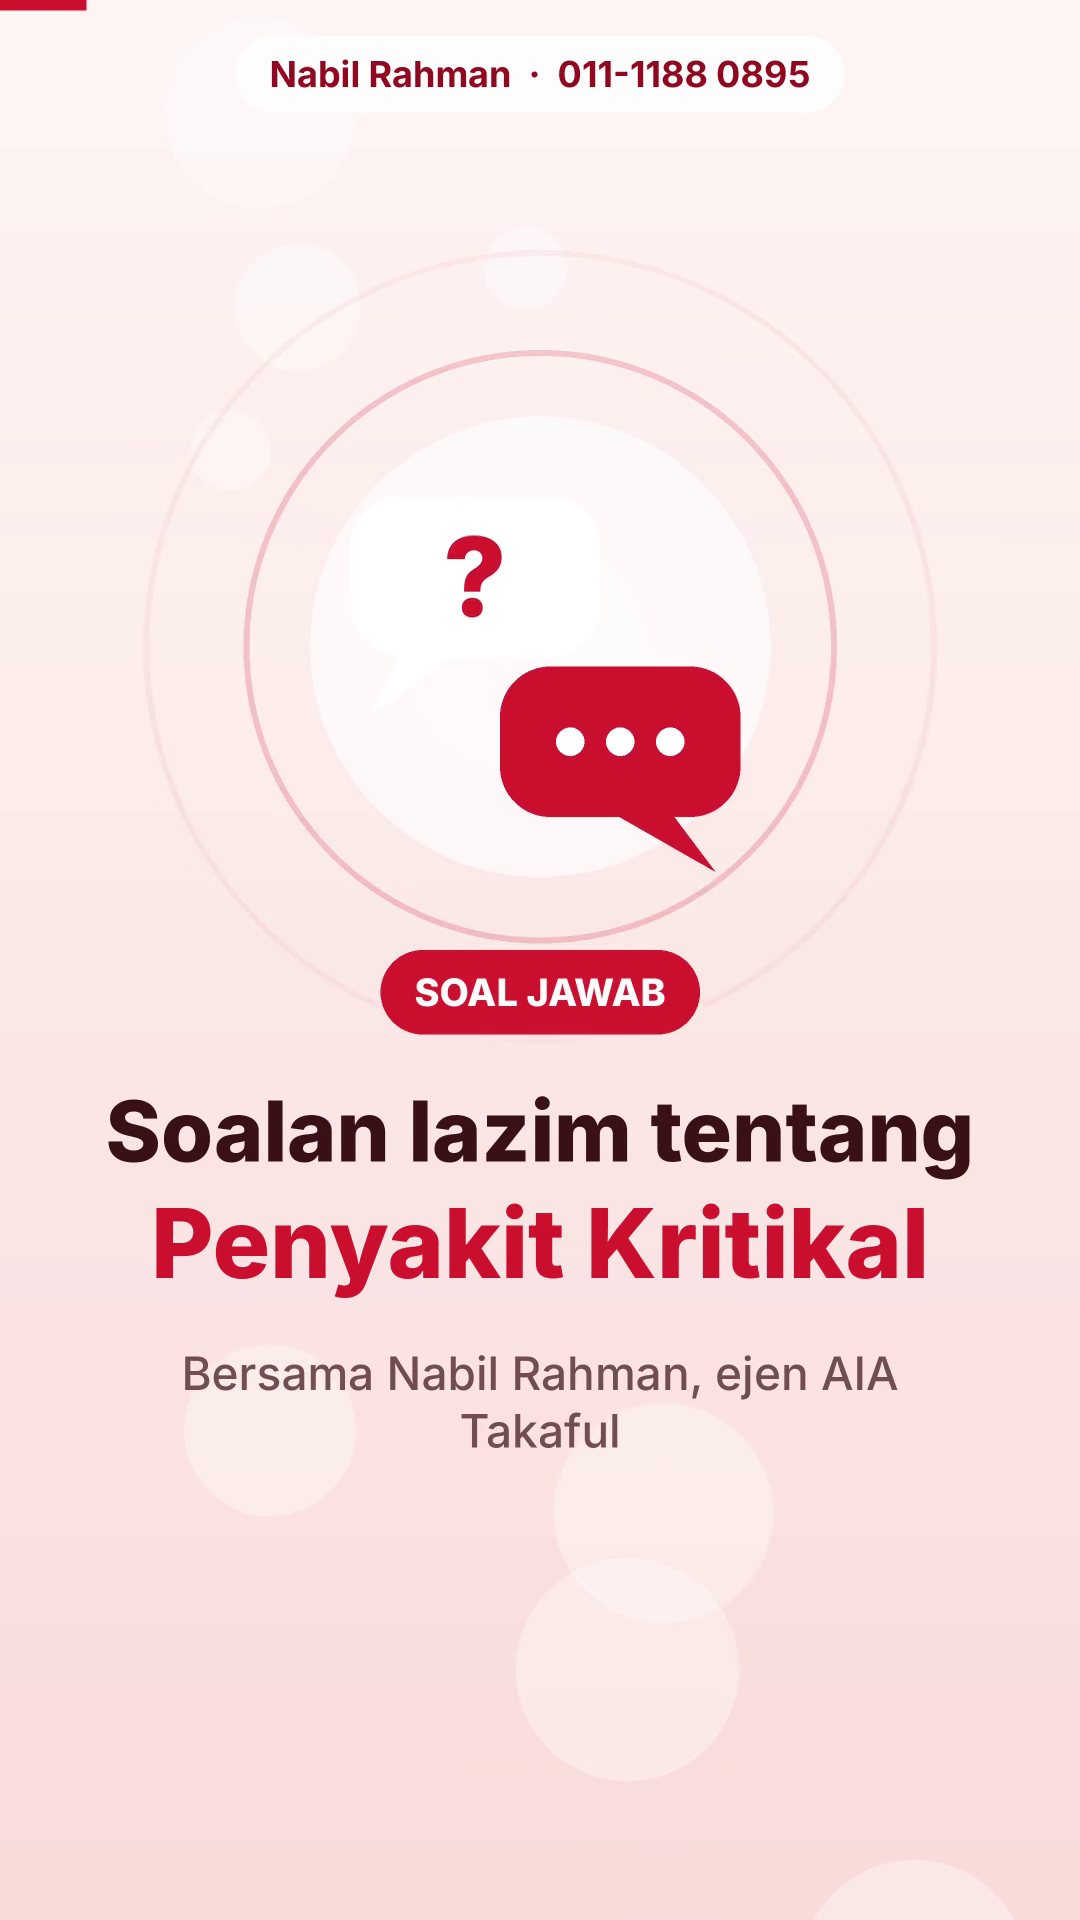 Nabil Rahman · 011-1188 0895
?
SOAL JAWAB
Soalan lazim tentang
Penyakit Kritikal
Bersama Nabil Rahman, ejen AIA
Takaful